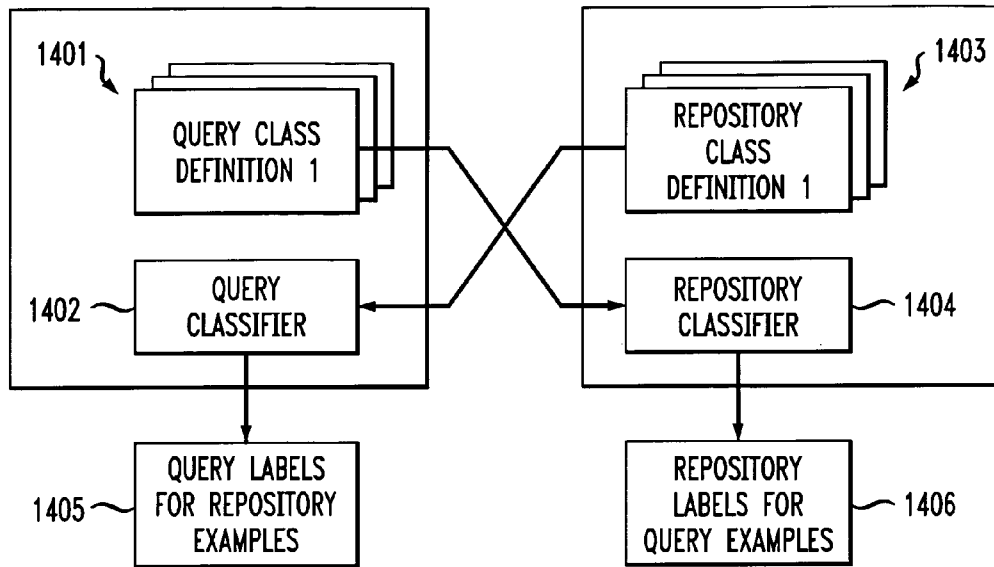 1401
QUERY CLASS
DEFINITION 1
1403
REPOSITORY
CLASS
DEFINITION 1
1402
QUERY
CLASSIFIER
REPOSITORY
CLASSIFIER
1404
1405
QUERY LABELS
FOR REPOSITORY
EXAMPLES
REPOSITORY
LABELS FOR
QUERY EXAMPLES
1406